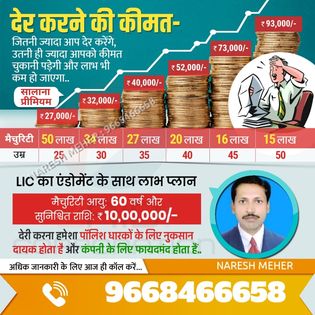 देर करने की कीमत-
जितनी ज्यादा आप देर करेंगे,
उतनी ही ज्यादा आपको कीमत
चुकानी पड़ेगी और लाभ भी
कम हो जाएगा..
सालाना
प्रीमियम
₹27,000/-
₹32,000/-
₹40,000/-
₹52,000/-
₹73,000/-
₹93,000/-
मैचुरिटी 50 लाख 34 लाख 27 लाख 20 लाख 16 लाख 15 लाख
उम्र 25 30 35 40 45 50
NARESH MEHER - 9668466658
LIC का एंडोमेंट के साथ लाभ प्लान
मैचुरिटी आयु: 60 वर्ष और
सुनिश्चित राशि: ₹10,00,000/-
देरी करना हमेशा पॉलिश धारकों के लिए नुकसान
दायक होता है और कंपनी के लिए फायदमंद होता है..
NARESH MEHER
अधिक जानकारी के लिए आज ही कॉल करें...
9668466658